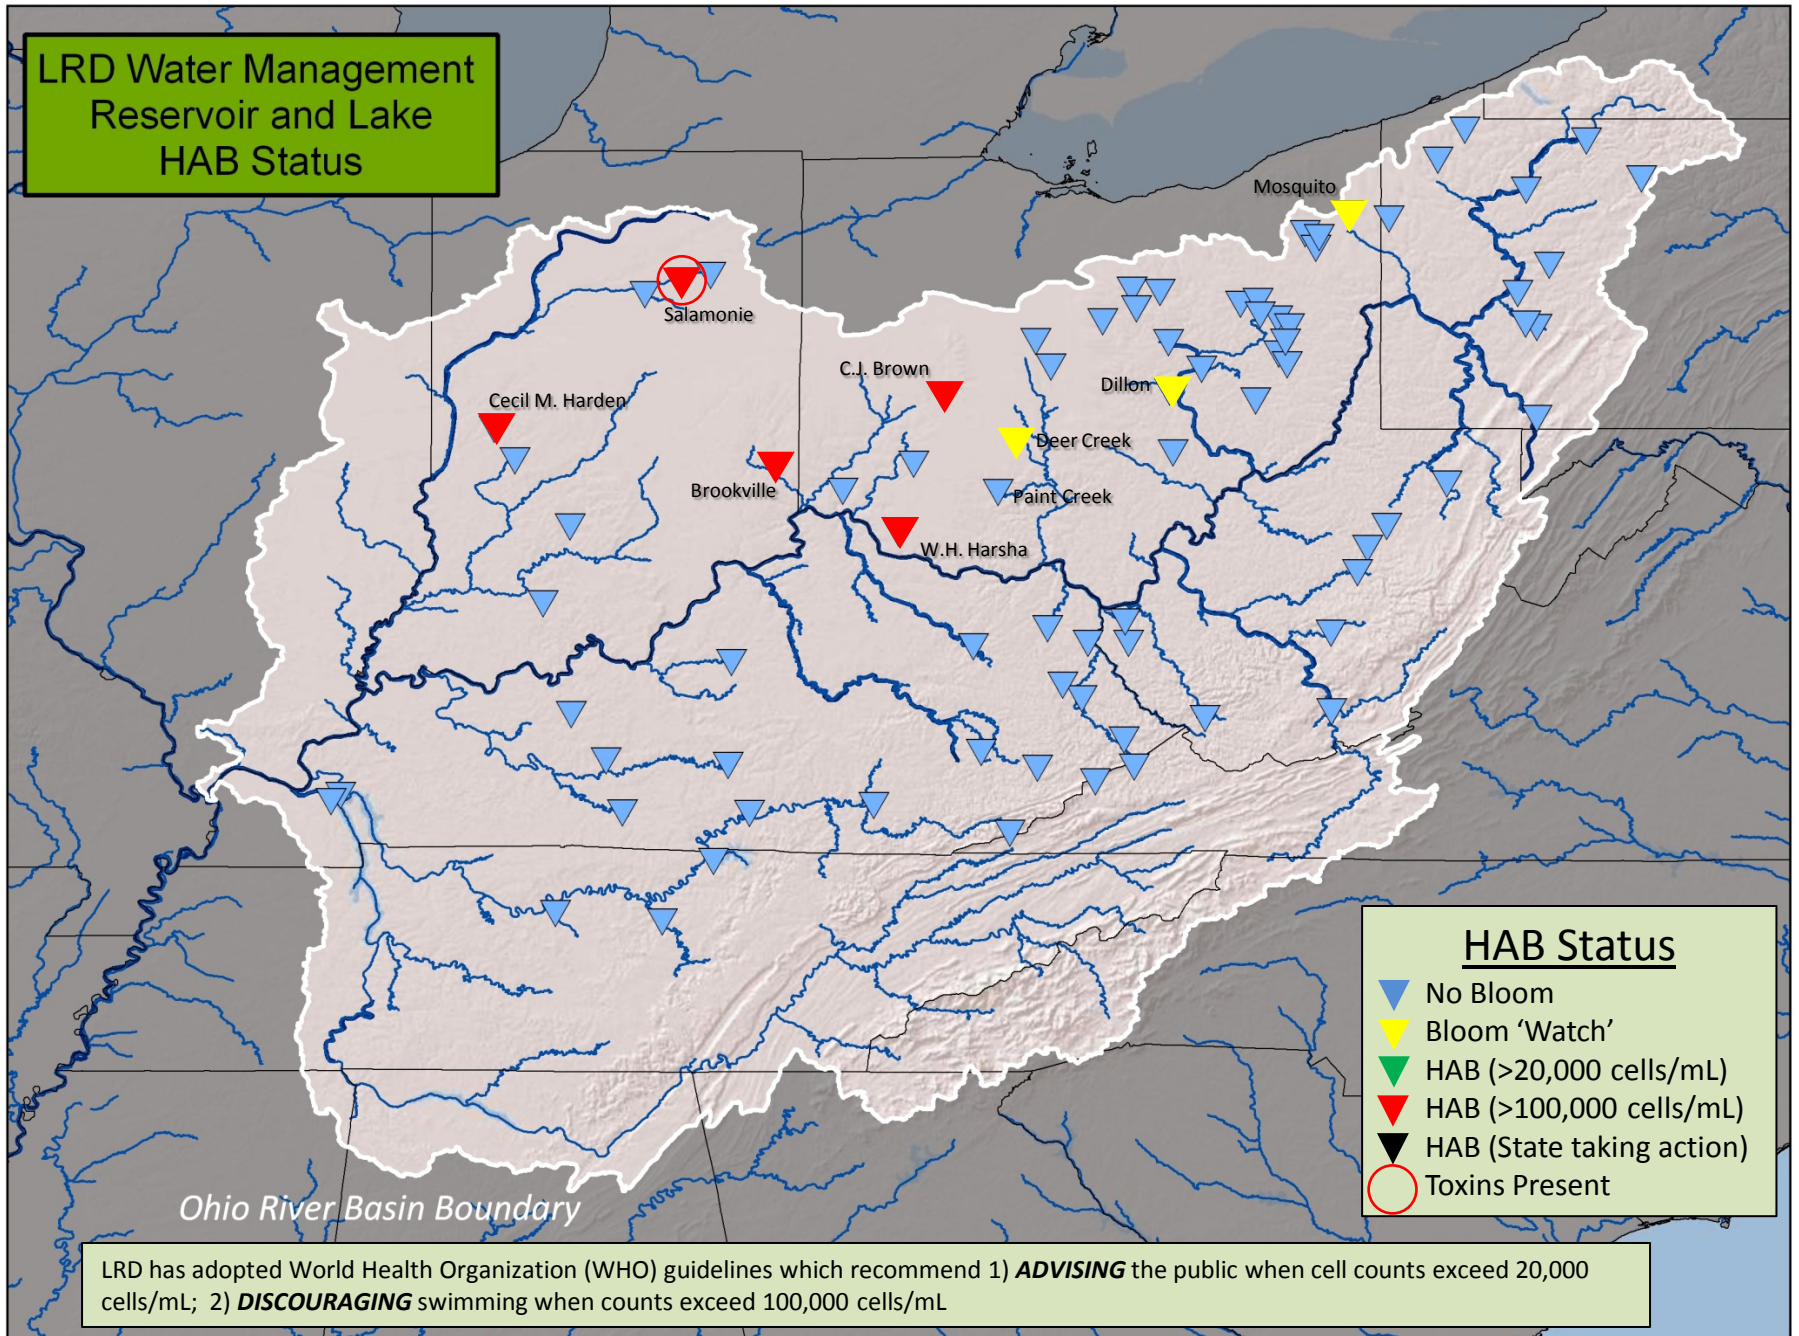 LRD Water Management
Reservoir and Lake
HAB Status
Mosquito
Salamonie
C.J. Brown
Dillon
Cecil M. Harden
Deer Creek
Brookville
Paint Creek
W.H. Harsha
HAB Status
No Bloom
Bloom ‘Watch’
HAB (>20,000 cells/mL)
HAB (>100,000 cells/mL)
HAB (State taking action)
Toxins Present
Ohio River Basin Boundary
LRD has adopted World Health Organization (WHO) guidelines which recommend 1) ADVISING the public when cell counts exceed 20,000
cells/mL; 2) DISCOURAGING swimming when counts exceed 100,000 cells/mL